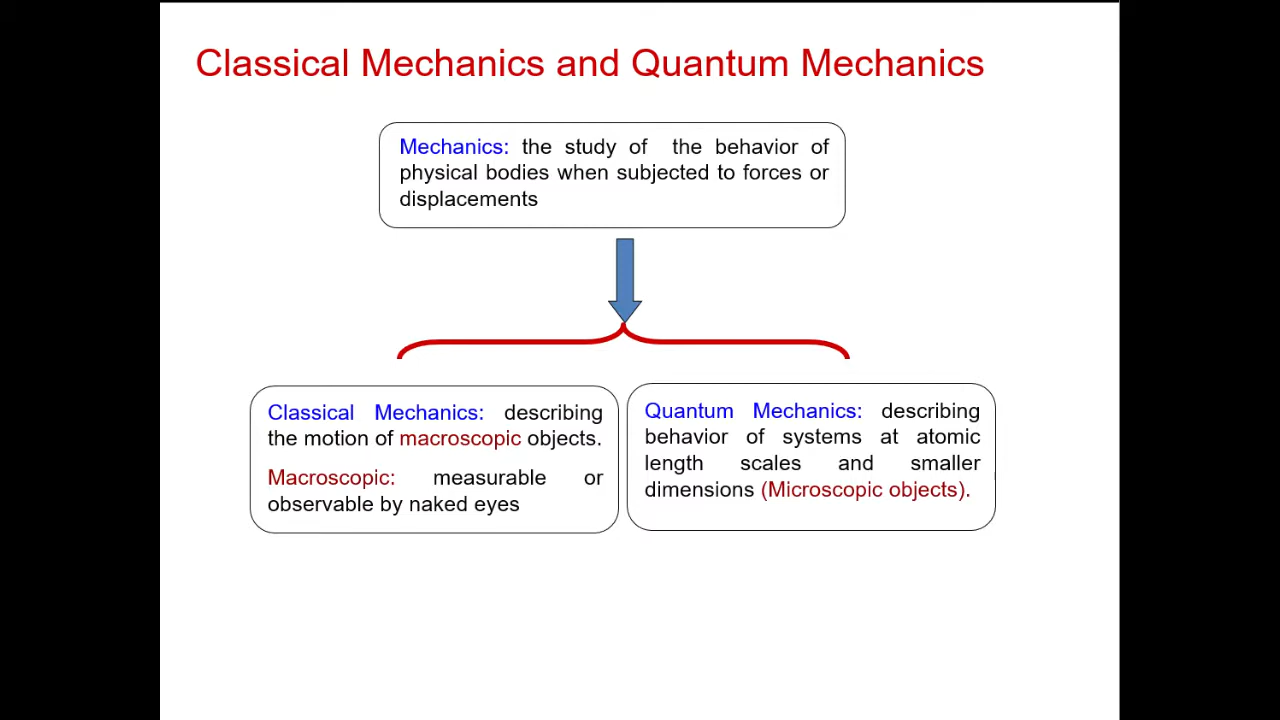 Classical Mechanics and Quantum Mechanics
Mechanics: the study of the behavior of
physical bodies when subjected to forces or
displacements
Classical Mechanics: describing
the motion of macroscopic objects.
Macroscopic: measurable or
observable by naked eyes
Quantum Mechanics: describing
behavior of systems at atomic
length scales and smaller
dimensions (Microscopic objects).